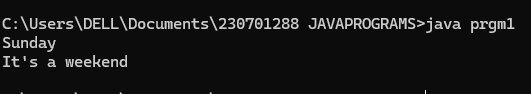 C:\Users\DELL\Documents\230701288 JAVAPROGRAMS>java prgm1
Sunday
It's a weekend